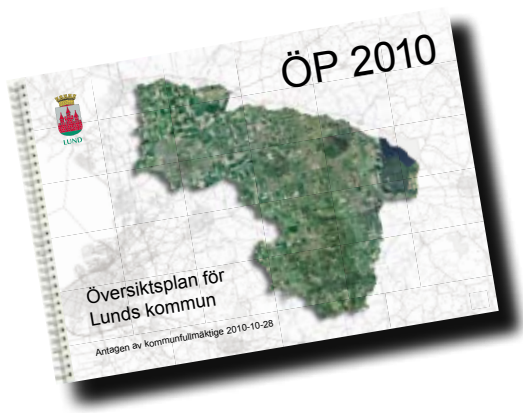 ÖP 2010
LUND
Översiktsplan för
Lunds kommun
Antagen av kommunfullmäktige 2010-10-28